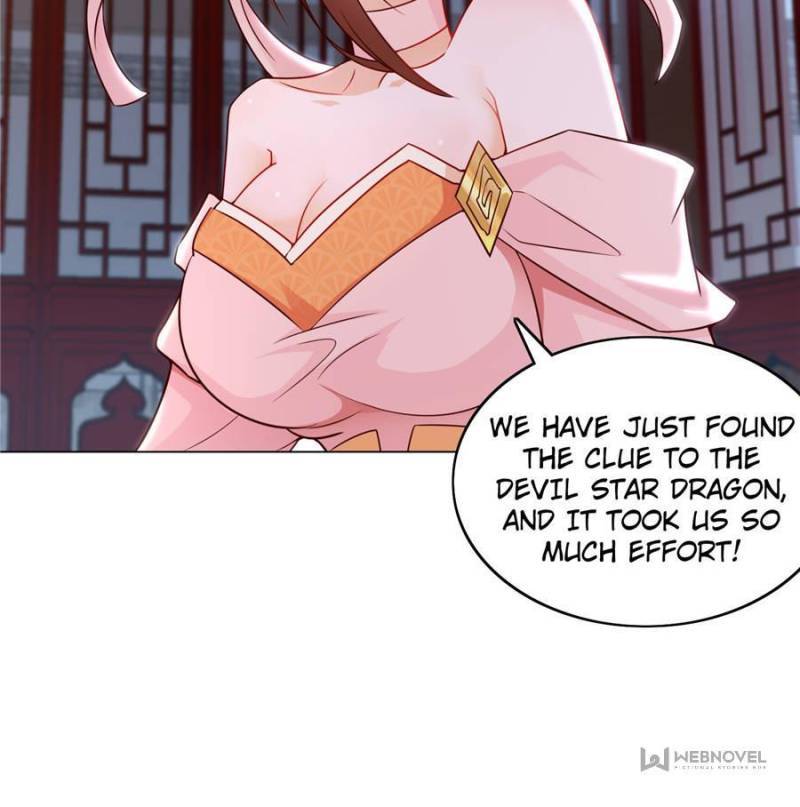 WE HAVE JUST FOUND
THE CLUE TO THE
DEVIL STAR DRAGON,
AND IT TOOK US SO
MUCH EFFORT!
WEBNOVEL